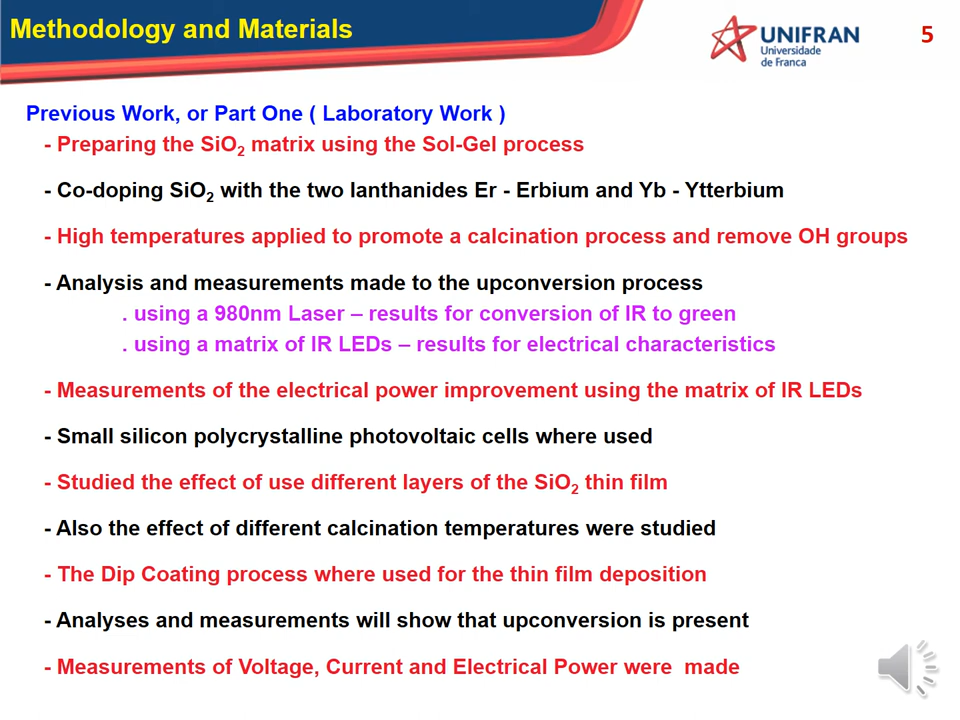 Methodology and Materials
UNIFRAN
Universidade
de Franca
5
Previous Work, or Part One ( Laboratory Work )
- Preparing the SiO2 matrix using the Sol-Gel process
- Co-doping SiO2 with the two lanthanides Er - Erbium and Yb - Ytterbium
- High temperatures applied to promote a calcination process and remove OH groups
- Analysis and measurements made to the upconversion process
. using a 980nm Laser – results for conversion of IR to green
. using a matrix of IR LEDs – results for electrical characteristics
- Measurements of the electrical power improvement using the matrix of IR LEDs
- Small silicon polycrystalline photovoltaic cells where used
- Studied the effect of use different layers of the SiO2 thin film
- Also the effect of different calcination temperatures were studied
- The Dip Coating process where used for the thin film deposition
- Analyses and measurements will show that upconversion is present
- Measurements of Voltage, Current and Electrical Power were  made